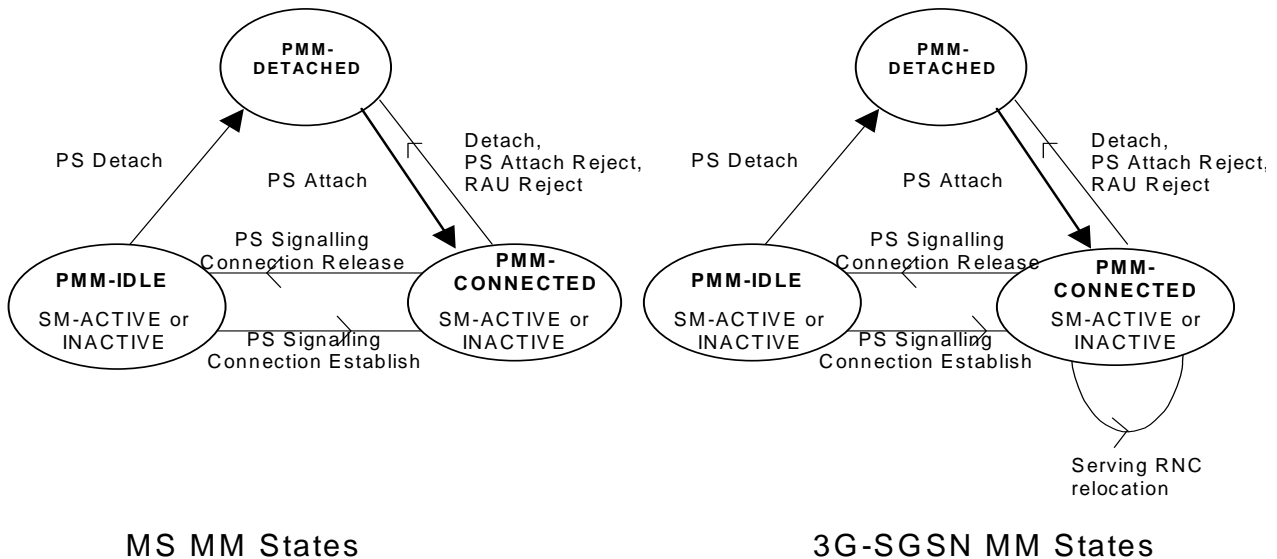 PMM-
DETACHED
PS Detach
PS Attach
Detach,
PS Attach Reject,
RAU Reject
PS Signalling
Connection Release
PMM-IDLE
SM-ACTIVE or
INACTIVE
PMM-
CONNECTED
SM-ACTIVE or
INACTIVE
PS Signalling
Connection Establish
MS MM States
PMM-
DETACHED
PS Detach
PS Attach
Detach,
PS Attach Reject,
RAU Reject
PS Signalling
Connection Release
PMM-IDLE
SM-ACTIVE or
INACTIVE
PMM-
CONNECTED
SM-ACTIVE or
INACTIVE
PS Signalling
Connection Establish
Serving RNC
relocation
3G-SGSN MM States